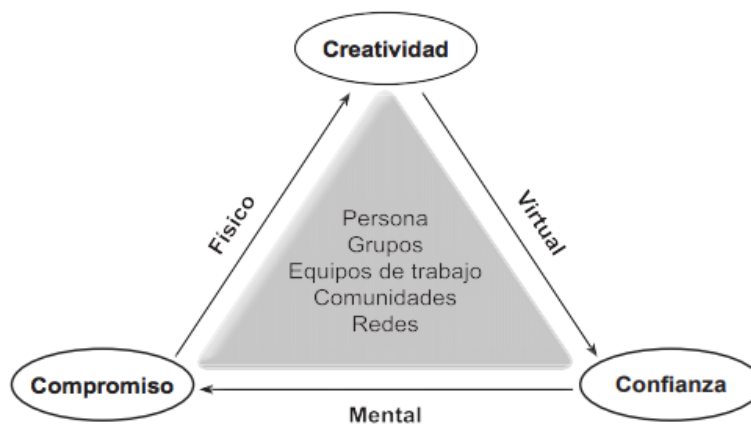 Creatividad
Físico
Virtual
Persona
Grupos
Equipos de trabajo
Comunidades
Redes
Compromiso
Confianza
Mental